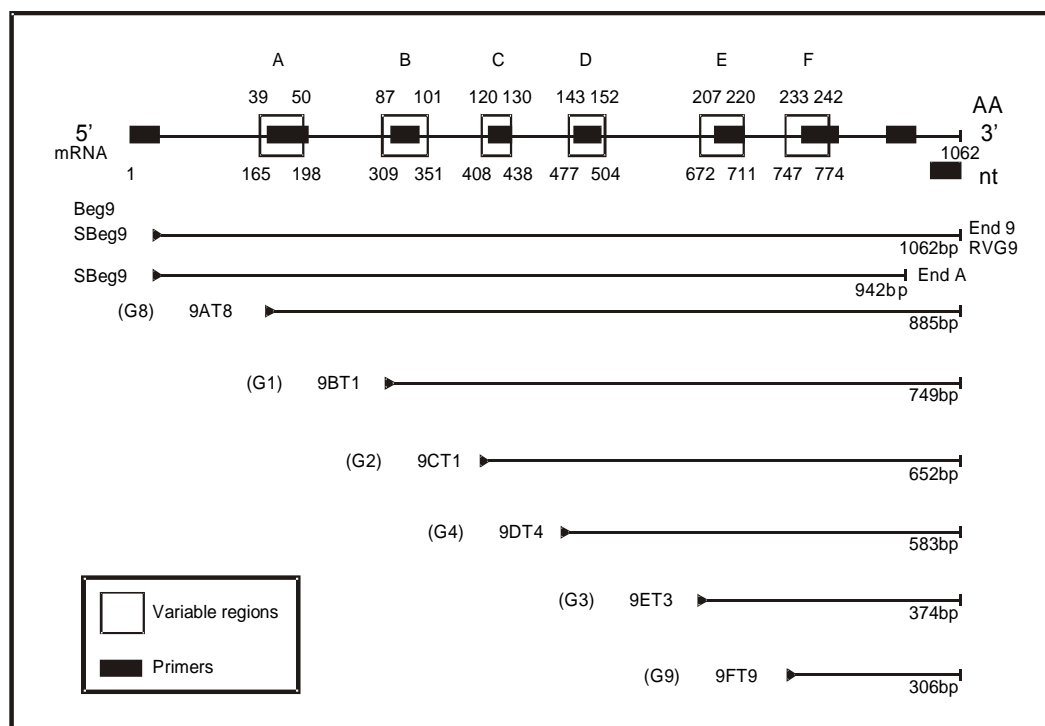 A B C D E F
39 50 87 101 120 130 143 152 207 220 233 242
AA
5' 3'
mRNA 1062
1 165 198 309 351 408 438 477 504 672 711 747 774 nt
Beg9
SBeg9 End 9
1062bp RVG9
SBeg9 End A
942bp
(G8) 9AT8
885bp
(G1) 9BT1
749bp
(G2) 9CT1
652bp
(G4) 9DT4
583bp
(G3) 9ET3
374bp
(G9) 9FT9
306bp
Variable regions
Primers